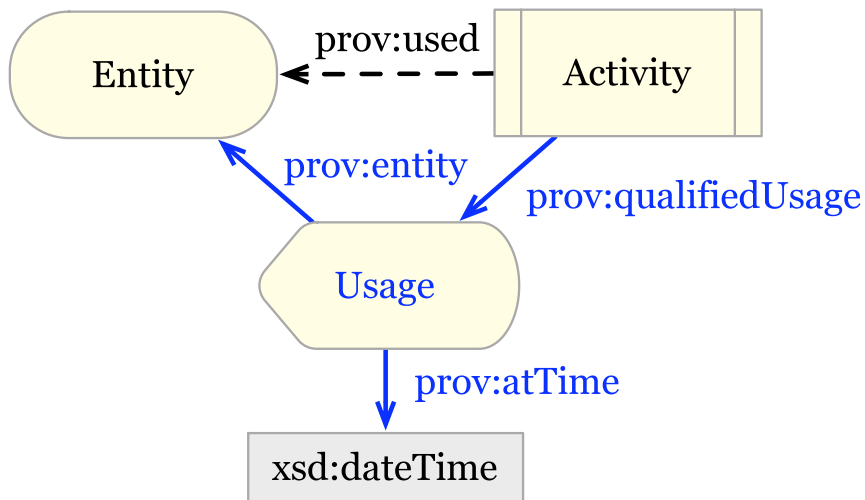 prov:used
Entity
Activity
prov:entity
prov:qualifiedUsage
Usage
prov:atTime
xsd:dateTime